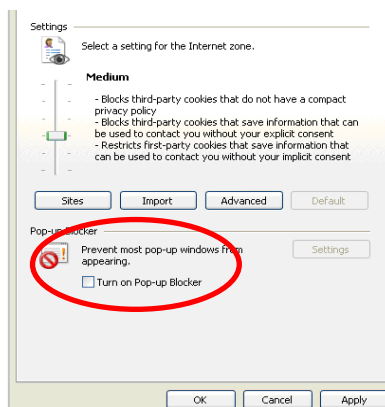 Settings
Select a setting for the Internet zone.
Medium
- Blocks third-party cookies that do not have a compact
privacy policy
- Blocks third-party cookies that save information that can
be used to contact you without your explicit consent
- Restricts first-party cookies that save information that
can be used to contact you without your implicit consent
Sites Import Advanced Default
Pop-up Blocker
Prevent most pop-up windows from Settings
appearing.
Turn on Pop-up Blocker
OK Cancel Apply